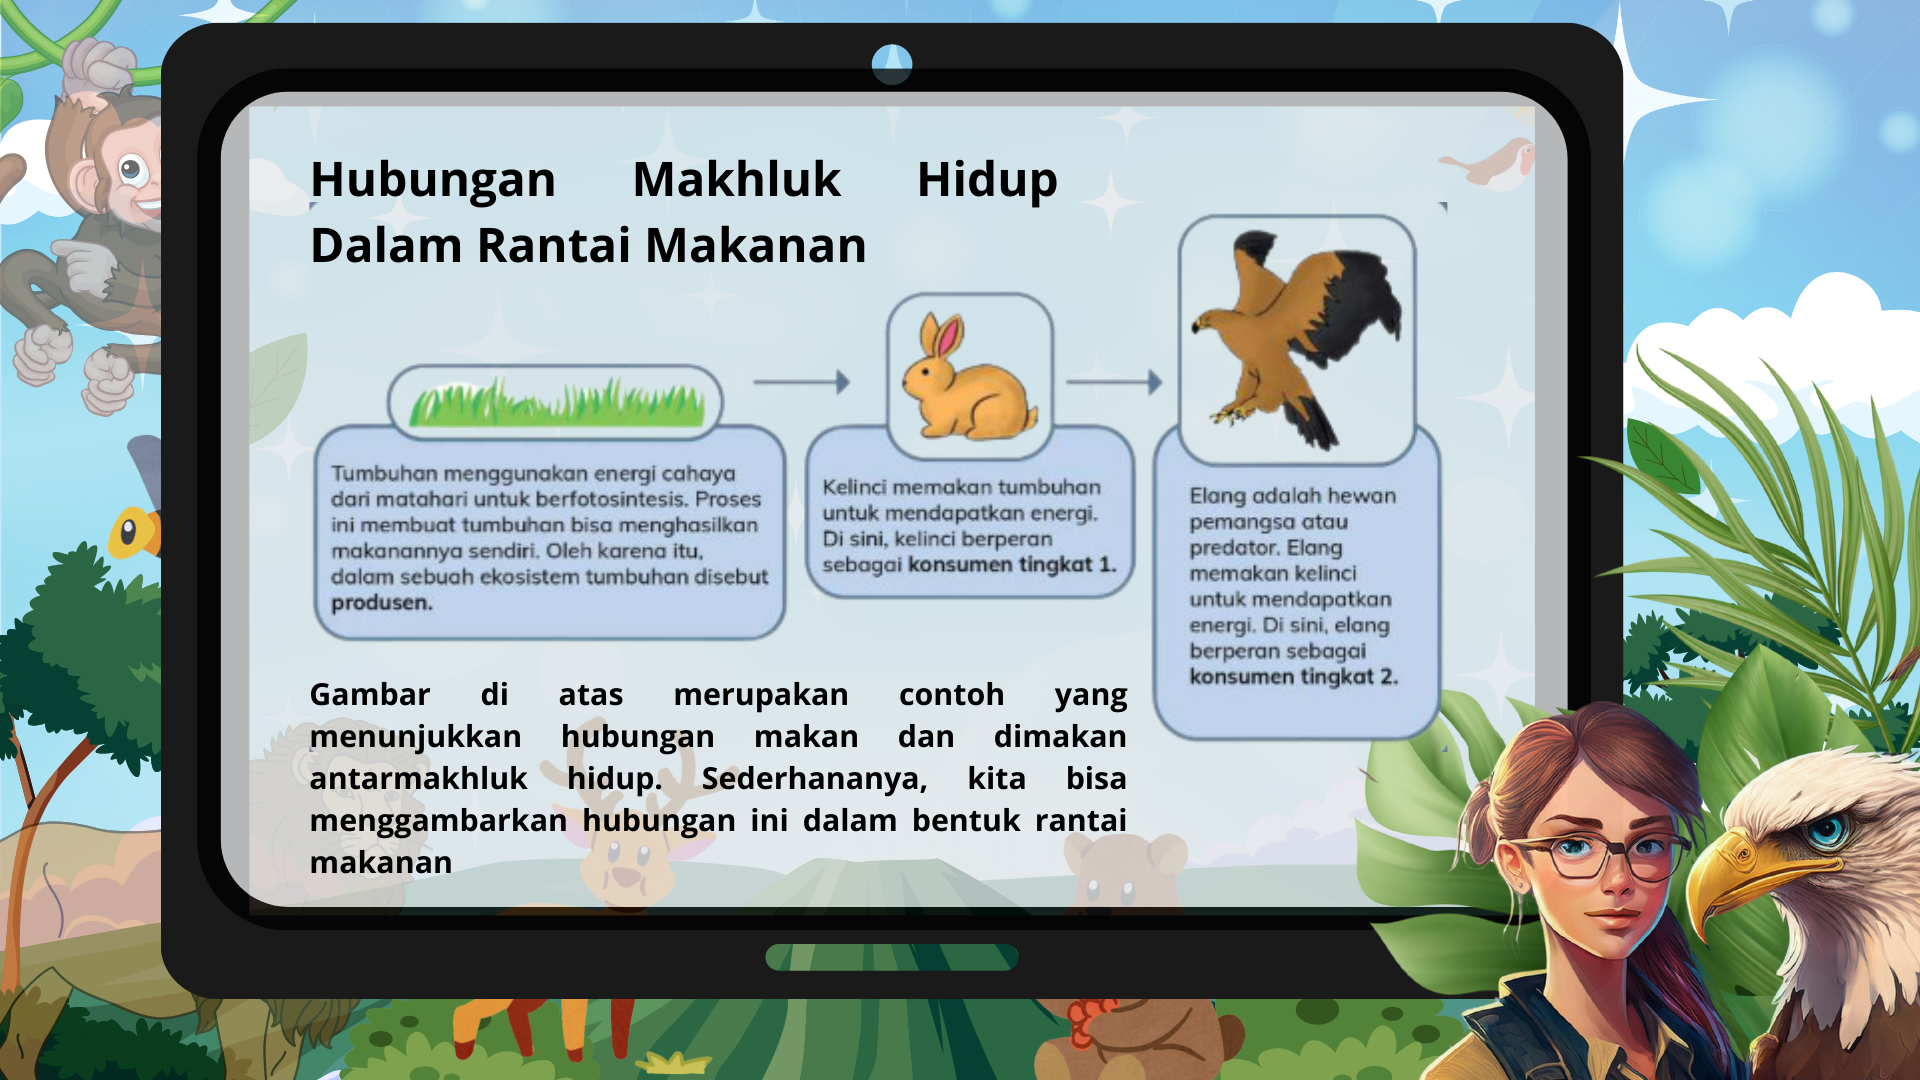 Hubungan Makhluk Hidup
Dalam Rantai Makanan
Tumbuhan menggunakan energi cahaya
dari matahari untuk berfotosintesis. Proses
ini membuat tumbuhan bisa menghasilkan
makanannya sendiri. Oleh karena itu,
dalam sebuah ekosistem tumbuhan disebut
produsen.
Kelinci memakan tumbuhan
untuk mendapatkan energi.
Di sini, kelinci berperan
sebagai konsumen tingkat 1.
Elang adalah hewan
pemangsa atau
predator. Elang
memakan kelinci
untuk mendapatkan
energi. Di sini, elang
berperan sebagai
konsumen tingkat 2.
Gambar di atas merupakan contoh yang
menunjukkan hubungan makan dan dimakan
antarmakhluk hidup. Sederhananya, kita bisa
menggambarkan hubungan ini dalam bentuk rantai
makanan